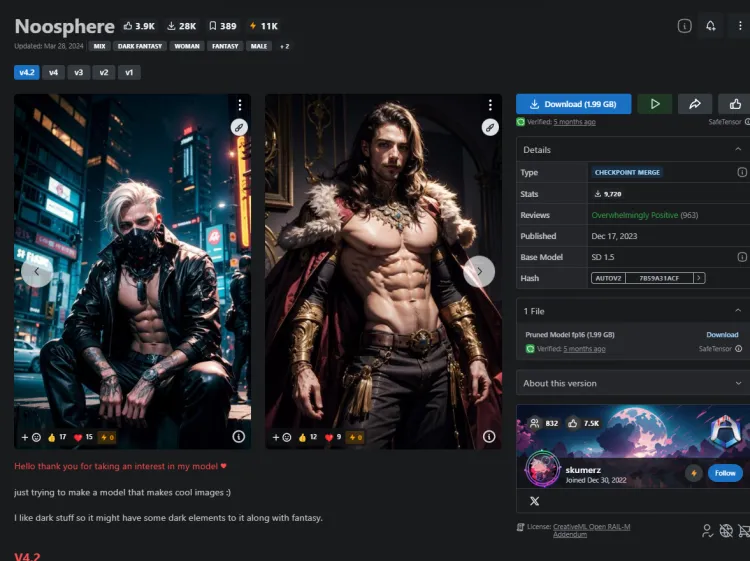 Noosphere 3.9K 28K 389 11K
Updated: Mar 28, 2024 MIX DARK FANTASY WOMAN FANTASY MALE + 2
v4.2 v4 v3 v2 v1
Download (1.99 GB)
Verified: 5 months ago SafeTensor
Details
Type CHECKPOINT MERGE
Stats 9,720
Reviews Overwhelmingly Positive (963)
Published Dec 17, 2023
Base Model SD 1.5
Hash AUTOV2 7B59A31ACF
1 File
Pruned Model fp16 (1.99 GB) Download
Verified: 5 months ago SafeTensor
About this version
832 7.5K
skumerz
Joined Dec 30, 2022
Follow
License: CreativeML Open RAIL-M
Addendum
17 15 0
12 9 0
Hello thank you for taking an interest in my model ♥
just trying to make a model that makes cool images :)
I like dark stuff so it might have some dark elements to it along with fantasy.
V4.2